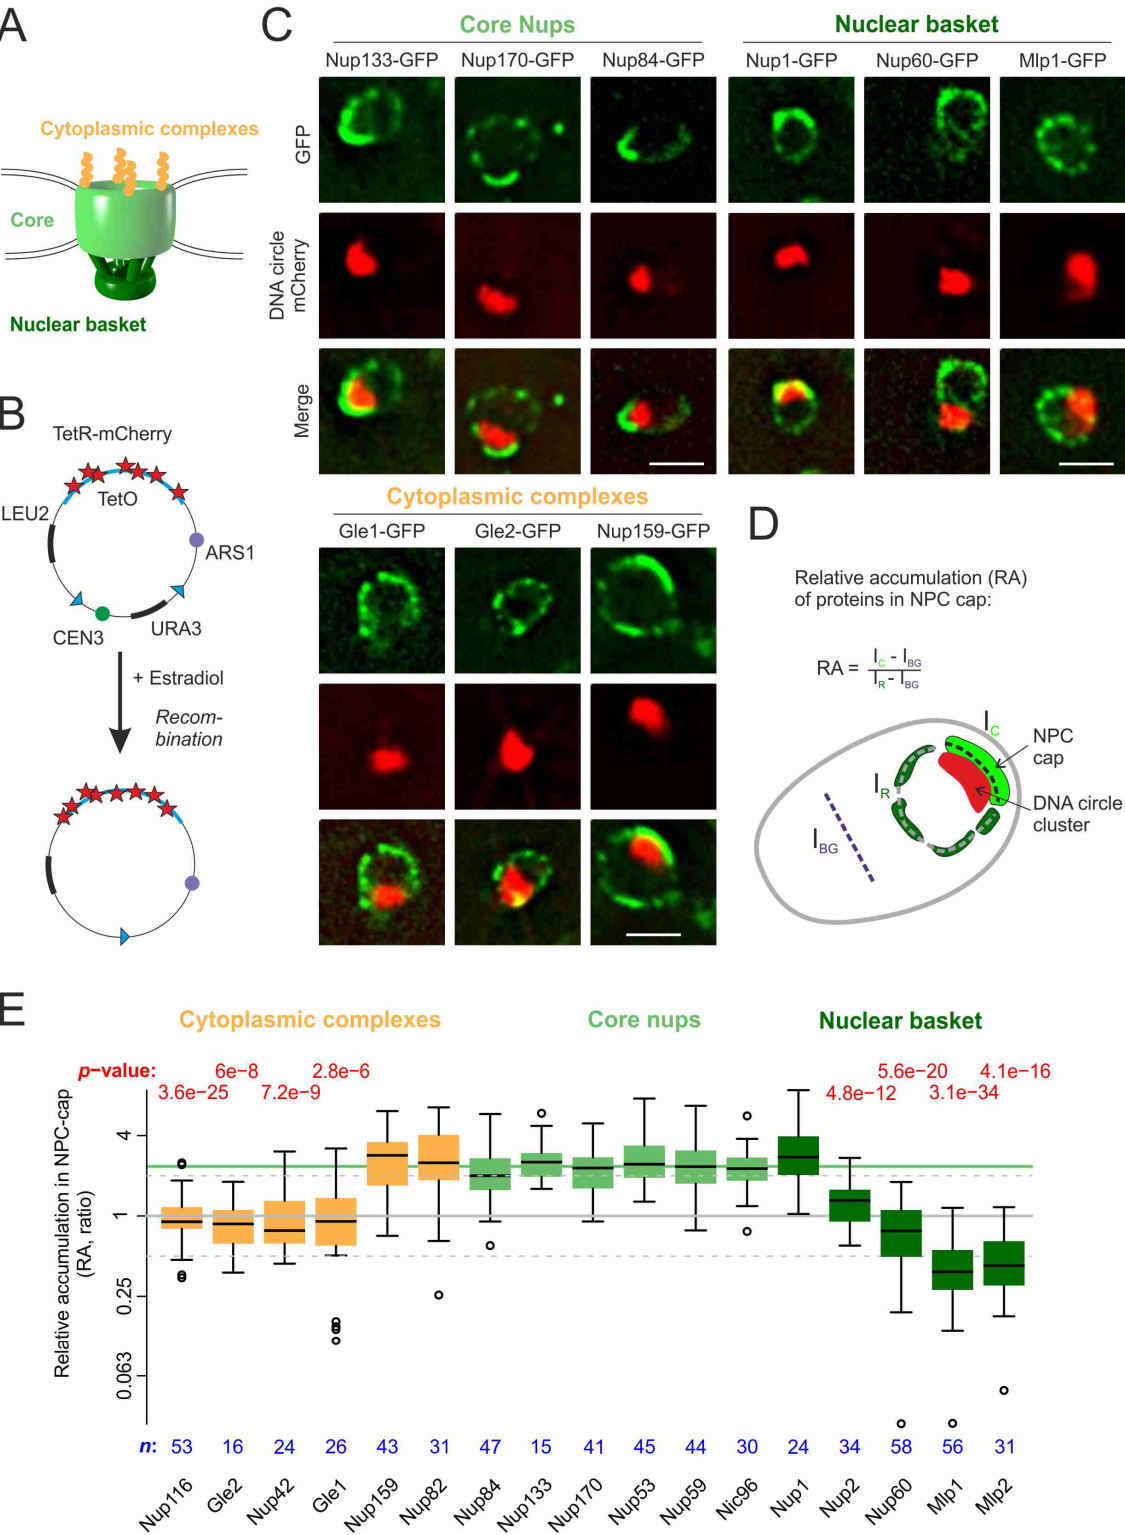 A
Cytoplasmic complexes
Core
Nuclear basket
B
TetR-mCherry
TetO
LEU2
ARS1
CEN3
URA3
+ Estradiol
Recom-
bination
C
Core Nups
Nuclear basket
Nup133-GFP Nup170-GFP Nup84-GFP Nup1-GFP Nup60-GFP Mlp1-GFP
GFP
DNA circle
mCherry
Merge
Cytoplasmic complexes
Gle1-GFP Gle2-GFP Nup159-GFP
D
Relative accumulation (RA)
of proteins in NPC cap:
RA = (I_C - I_BG) / (I_R - I_BG)
I_C
NPC
cap
I_R
DNA circle
cluster
I_BG
E
Cytoplasmic complexes Core nups Nuclear basket
p-value:
6e−8 2.8e−6 5.6e−20 4.1e−16
3.6e−25 7.2e−9 4.8e−12 3.1e−34
Relative accumulation in NPC-cap
(RA, ratio)
4
1
0.25
0.063
n: 53 16 24 26 43 31 47 15 41 45 44 30 24 34 58 56 31
Nup116 Gle2 Nup42 Gle1 Nup159 Nup82 Nup84 Nup133 Nup170 Nup53 Nup59 Nic96 Nup1 Nup2 Nup60 Mlp1 Mlp2